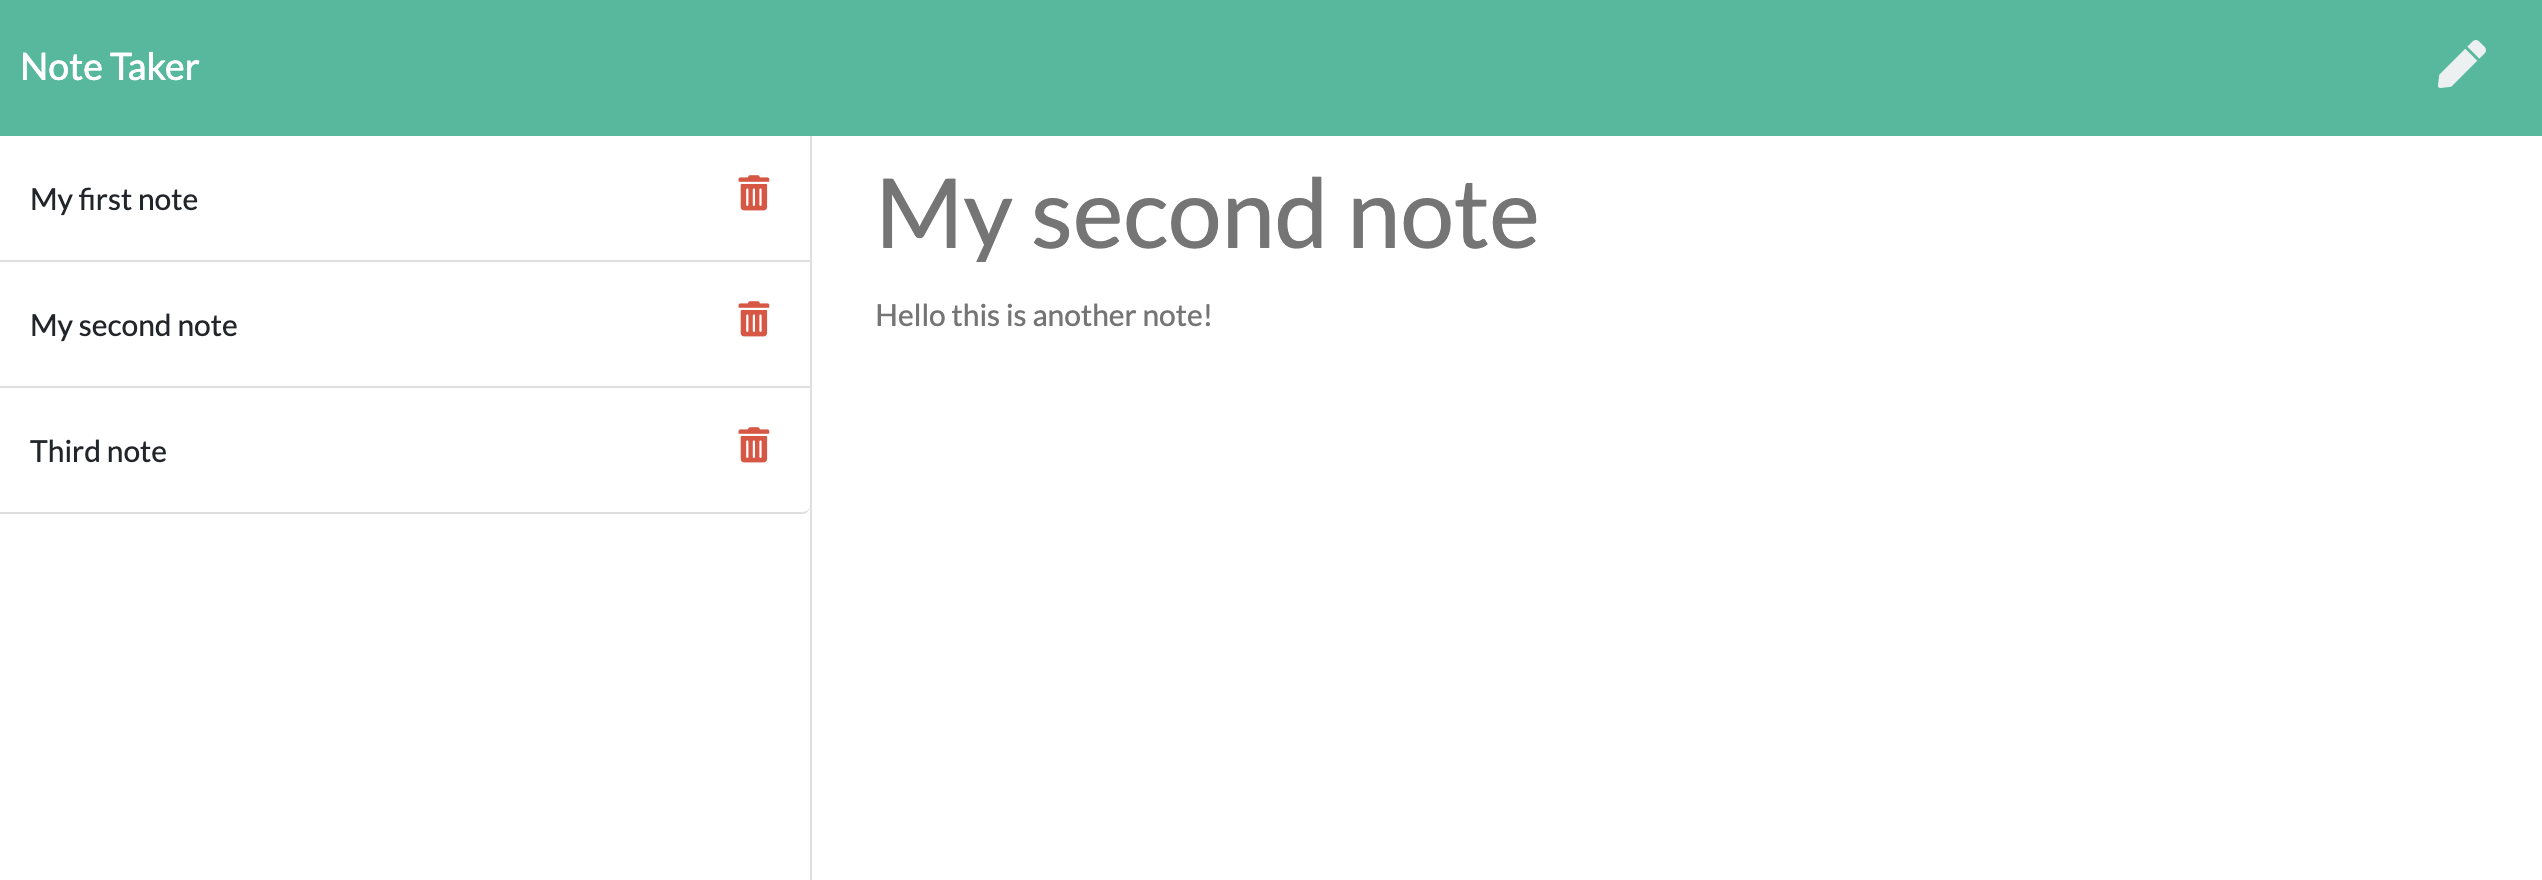 Note Taker
My first note
My second note
Third note
My second note
Hello this is another note!